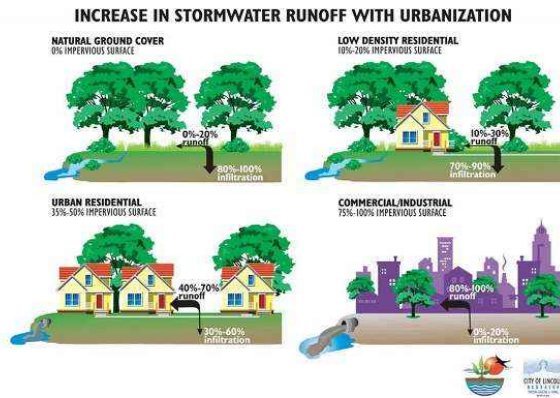 INCREASE IN STORMWATER RUNOFF WITH URBANIZATION
NATURAL GROUND COVER
0% IMPERVIOUS SURFACE
0%-20%
runoff
80%-100%
infiltration
LOW DENSITY RESIDENTIAL
10%-20% IMPERVIOUS SURFACE
10%-30%
runoff
70%-90%
infiltration
URBAN RESIDENTIAL
35%-50% IMPERVIOUS SURFACE
40%-70%
runoff
30%-60%
infiltration
COMMERCIAL/INDUSTRIAL
75%-100% IMPERVIOUS SURFACE
80%-100%
runoff
0%-20%
infiltration
CITY OF LINCOLN
NEBRASKA